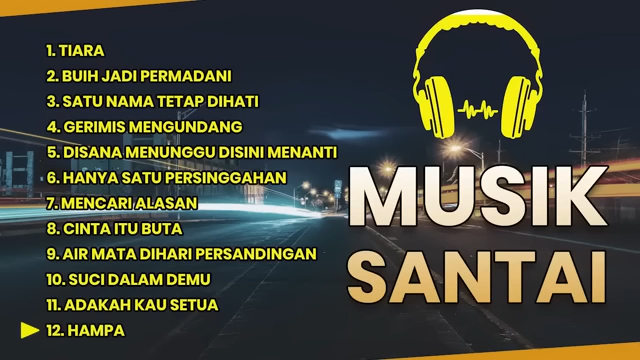 1. TIARA
2. BUIH JADI PERMADANI
3. SATU NAMA TETAP DIHATI
4. GERIMIS MENGUNDANG
5. DISANA MENUNGGU DISINI MENANTI
6. HANYA SATU PERSINGGAHAN
7. MENCARI ALASAN
8. CINTA ITU BUTA
9. AIR MATA DIHARI PERSANDINGAN
10. SUCI DALAM DEMU
11. ADAKAH KAU SETUA
12. HAMPA
MUSIK
SANTAI